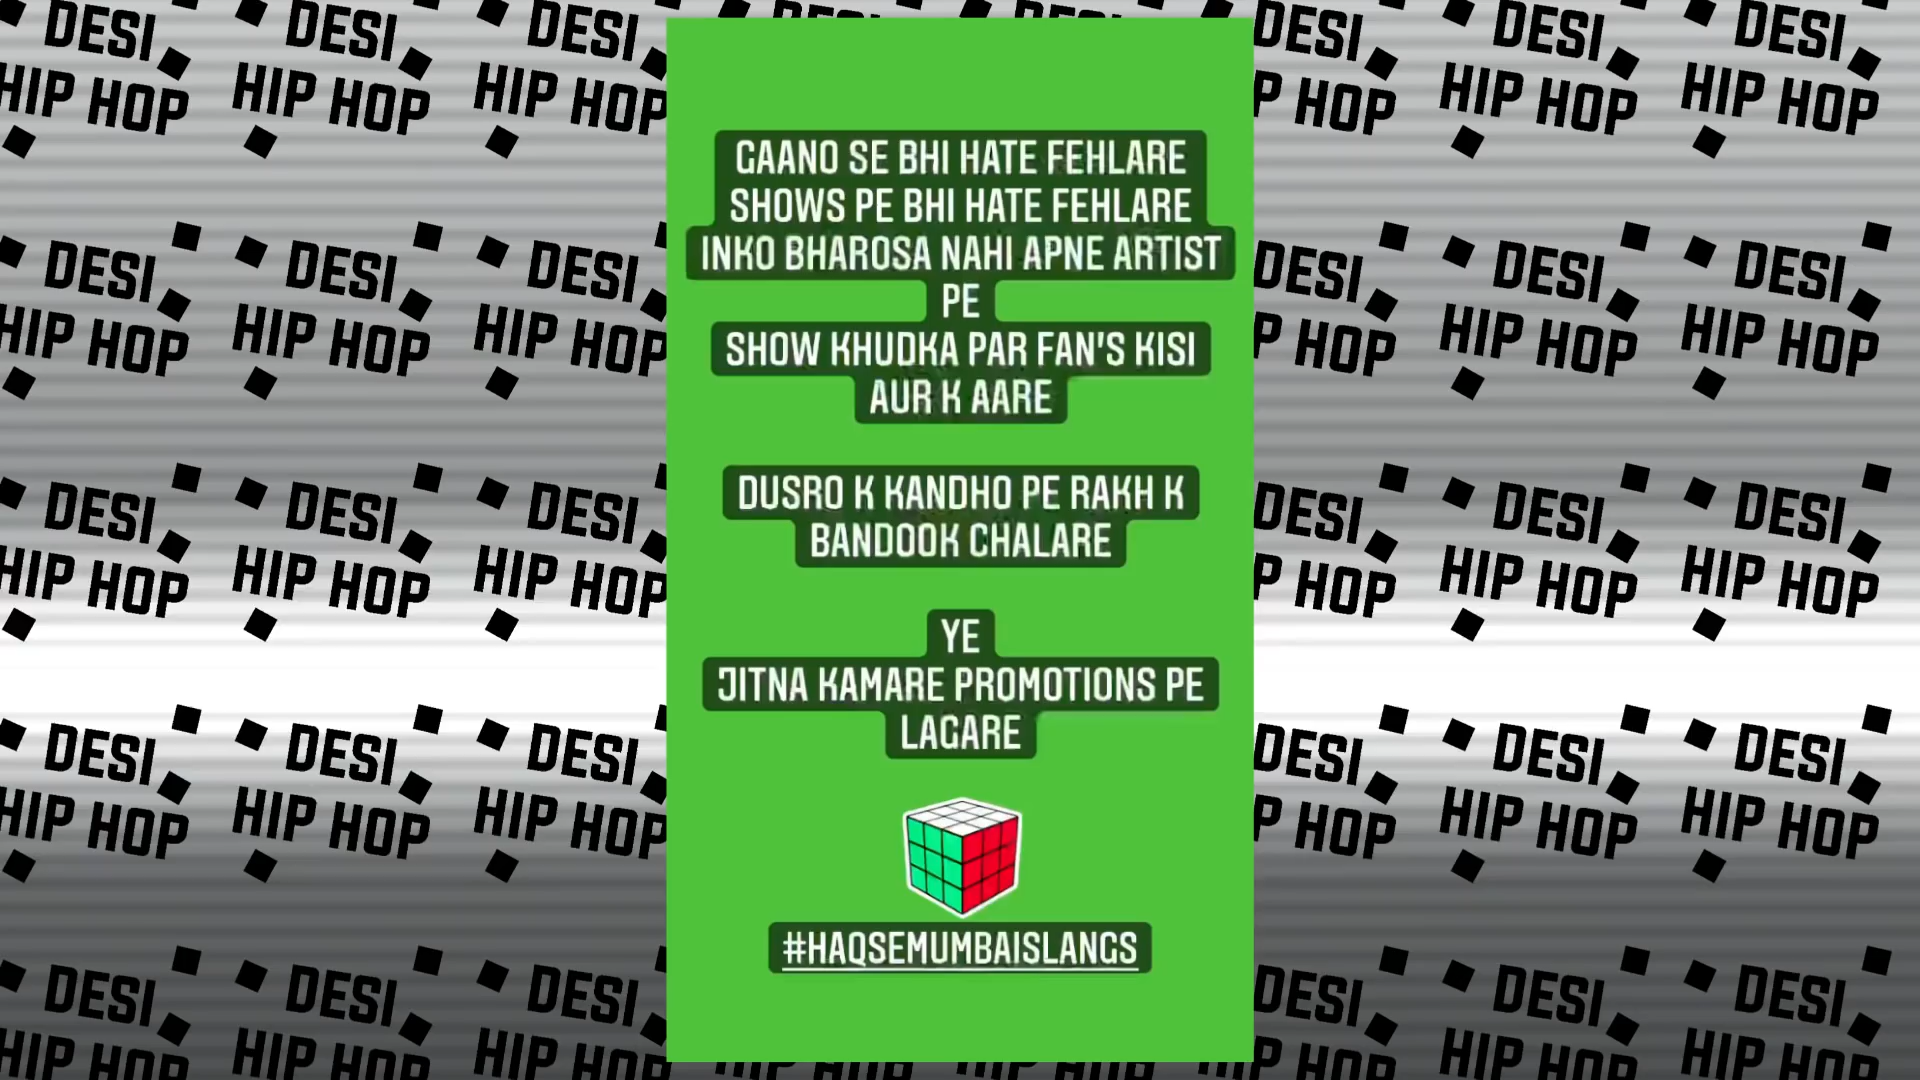 GAANO SE BHI HATE FEHLARE
SHOWS PE BHI HATE FEHLARE
INKO BHAROSA NAHI APNE ARTIST
PE
SHOW KHUDKA PAR FAN'S KISI
AUR K AARE
DUSRO K KANDHO PE RAKH K
BANDOOK CHALARE
YE
JITNA KAMARE PROMOTIONS PE
LAGARE
#HAQSEMUMBAISLANGS
DESI
HIP HOP